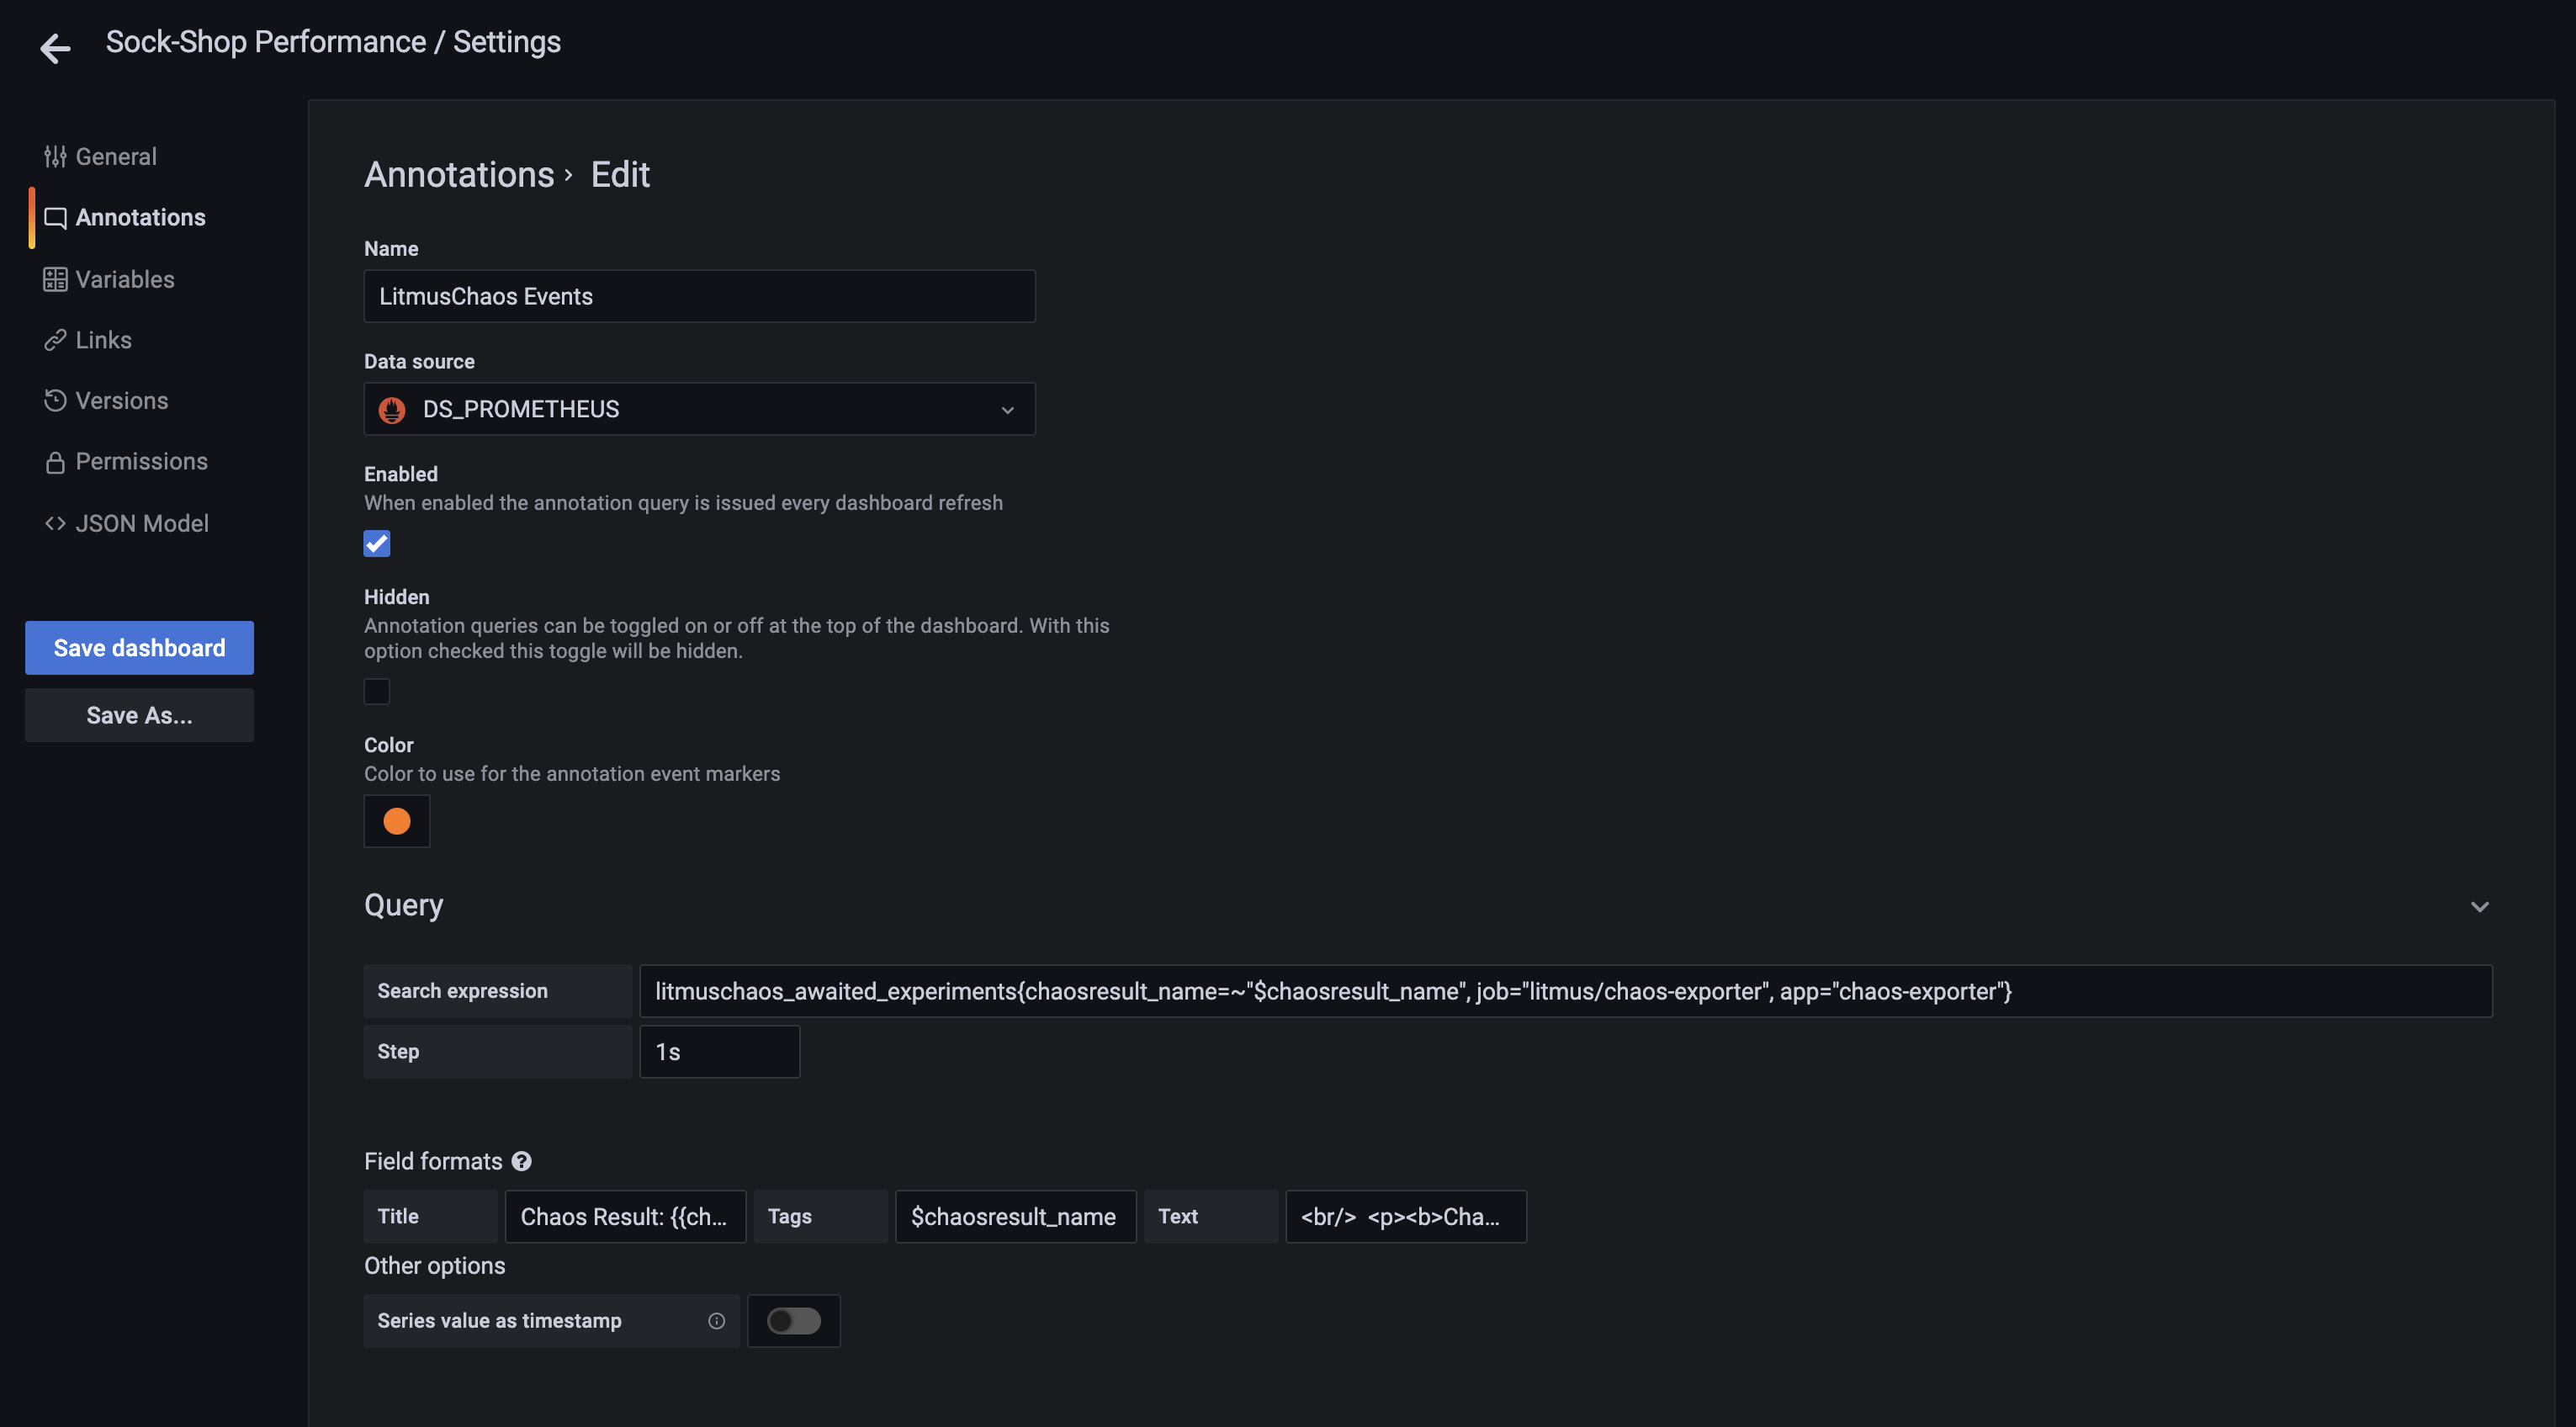 Sock-Shop Performance / Settings
General
Annotations
Variables
Links
Versions
Permissions
JSON Model
Save dashboard
Save As...
Annotations › Edit
Name
LitmusChaos Events
Data source
DS_PROMETHEUS
Enabled
When enabled the annotation query is issued every dashboard refresh
Hidden
Annotation queries can be toggled on or off at the top of the dashboard. With this
option checked this toggle will be hidden.
Color
Color to use for the annotation event markers
Query
Search expression litmuschaos_awaited_experiments{chaosresult_name=~"$chaosresult_name", job="litmus/chaos-exporter", app="chaos-exporter"}
Step 1s
Field formats ?
Title Chaos Result: {{ch... Tags $chaosresult_name Text <br/> <p><b>Cha...
Other options
Series value as timestamp